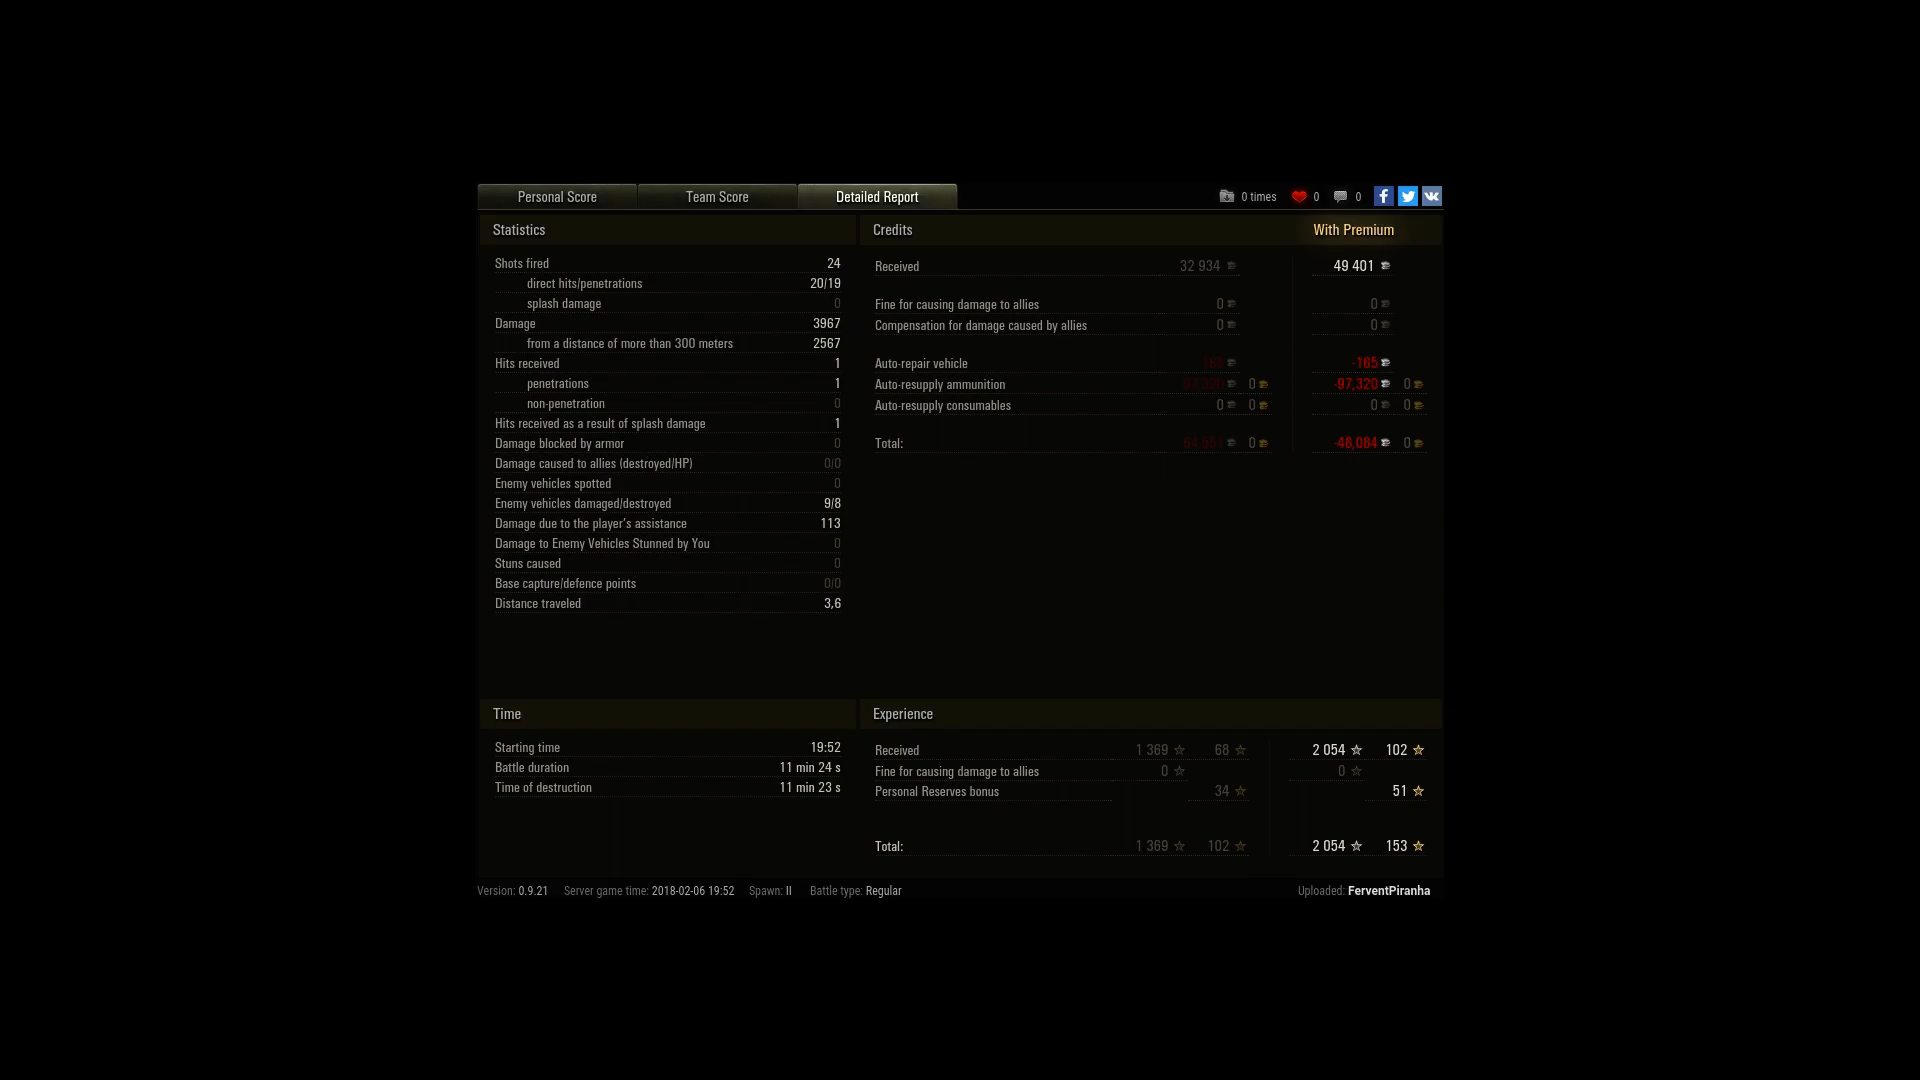 Personal Score Team Score Detailed Report 0 times 0 0
Statistics
Shots fired 24
direct hits/penetrations 20/19
splash damage 0
Damage 3967
from a distance of more than 300 meters 2567
Hits received 1
penetrations 1
non-penetration 0
Hits received as a result of splash damage 1
Damage blocked by armor 0
Damage caused to allies (destroyed/HP) 0/0
Enemy vehicles spotted 0
Enemy vehicles damaged/destroyed 9/8
Damage due to the player's assistance 113
Damage to Enemy Vehicles Stunned by You 0
Stuns caused 0
Base capture/defence points 0/0
Distance traveled 3,6
Credits With Premium
Received 32 934 49 401
Fine for causing damage to allies 0 0
Compensation for damage caused by allies 0 0
Auto-repair vehicle -165
Auto-resupply ammunition 0 -97,320 0
Auto-resupply consumables 0 0 0 0
Total: 0 -48,084 0
Time
Starting time 19:52
Battle duration 11 min 24 s
Time of destruction 11 min 23 s
Experience
Received 1 369 68 2 054 102
Fine for causing damage to allies 0 0
Personal Reserves bonus 34 51
Total: 1 369 102 2 054 153
Version: 0.9.21 Server game time: 2018-02-06 19:52 Spawn: II Battle type: Regular Uploaded: FerventPiranha